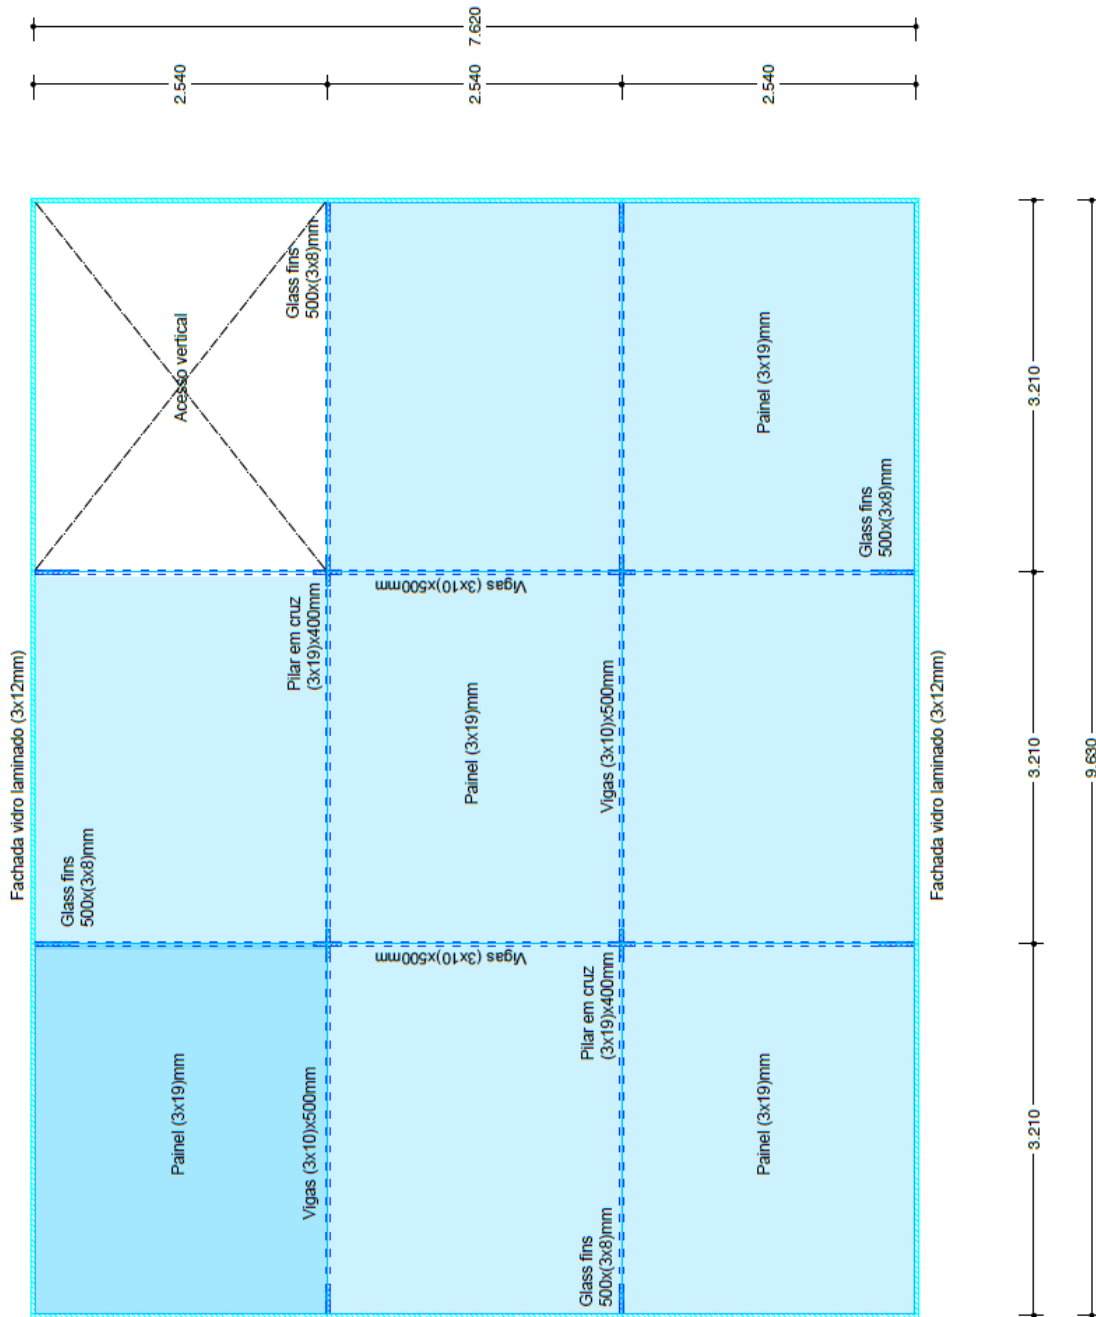 7.620
2.540
2.540
2.540
Acesso vertical
Glass fins
500x(3x8)mm
Painel (3x19)mm
3.210
Glass fins
500x(3x8)mm
Vigas (3x10)x500mm
Pilar em cruz
(3x19)x400mm
Fachada vidro laminado (3x12mm)
Painel (3x19)mm
Vigas (3x10)x500mm
Fachada vidro laminado (3x12mm)
3.210
9.630
Glass fins
500x(3x8)mm
Vigas (3x10)x500mm
Pilar em cruz
(3x19)x400mm
Painel (3x19)mm
Vigas (3x10)x500mm
Painel (3x19)mm
3.210
Glass fins
500x(3x8)mm